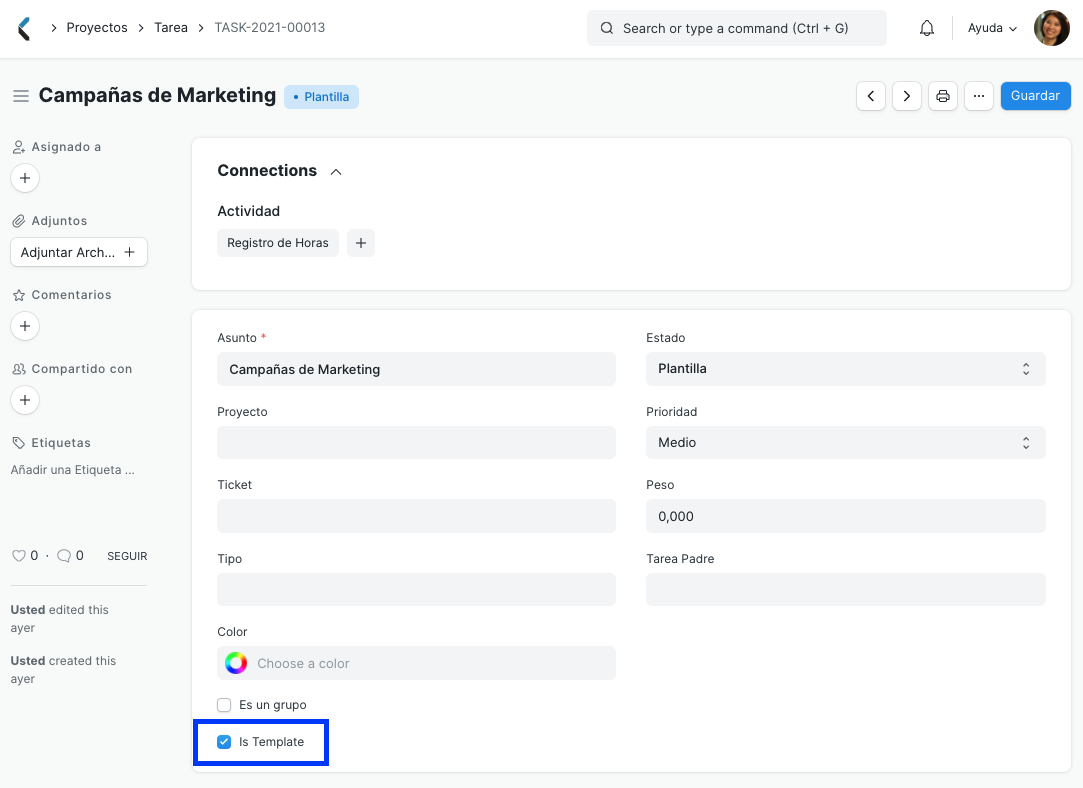 Proyectos
Tarea
TASK-2021-00013
Search or type a command (Ctrl + G)
Ayuda
Campañas de Marketing
Plantilla
Guardar
Asignado a
Adjuntos
Adjuntar Arch...
Comentarios
Compartido con
Etiquetas
Añadir una Etiqueta ...
0 · 0 SEGUIR
Usted edited this
ayer
Usted created this
ayer
Connections
Actividad
Registro de Horas
Asunto *
Campañas de Marketing
Proyecto
Ticket
Tipo
Color
Choose a color
Es un grupo
Is Template
Estado
Plantilla
Prioridad
Medio
Peso
0,000
Tarea Padre